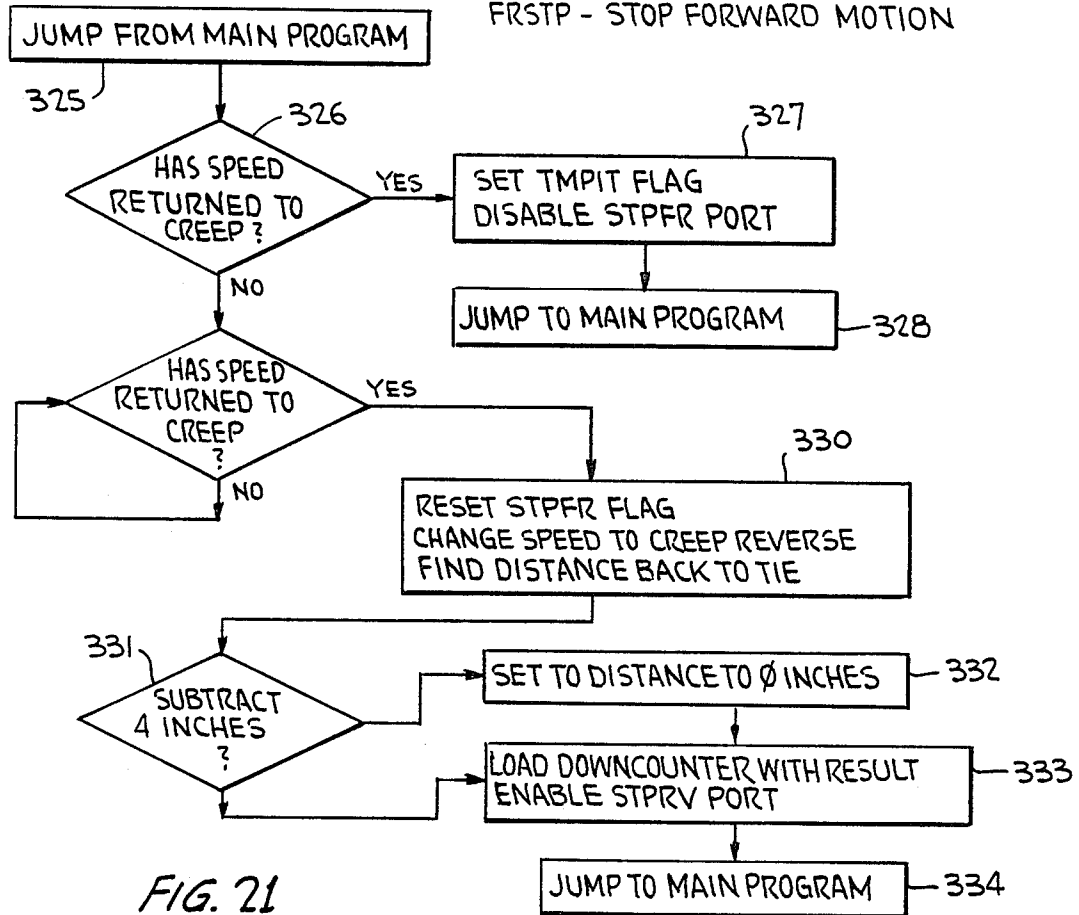 FRSTP - STOP FORWARD MOTION
JUMP FROM MAIN PROGRAM
325
326
HAS SPEED
RETURNED TO
CREEP?
YES
NO
327
SET TMPIT FLAG
DISABLE STPFR PORT
JUMP TO MAIN PROGRAM
328
HAS SPEED
RETURNED TO
CREEP
?
YES
NO
330
RESET STPFR FLAG
CHANGE SPEED TO CREEP REVERSE
FIND DISTANCE BACK TO TIE
331
SUBTRACT
4 INCHES
?
SET TO DISTANCE TO Ø INCHES
332
LOAD DOWNCOUNTER WITH RESULT
ENABLE STPRV PORT
333
JUMP TO MAIN PROGRAM
334
FIG. 21